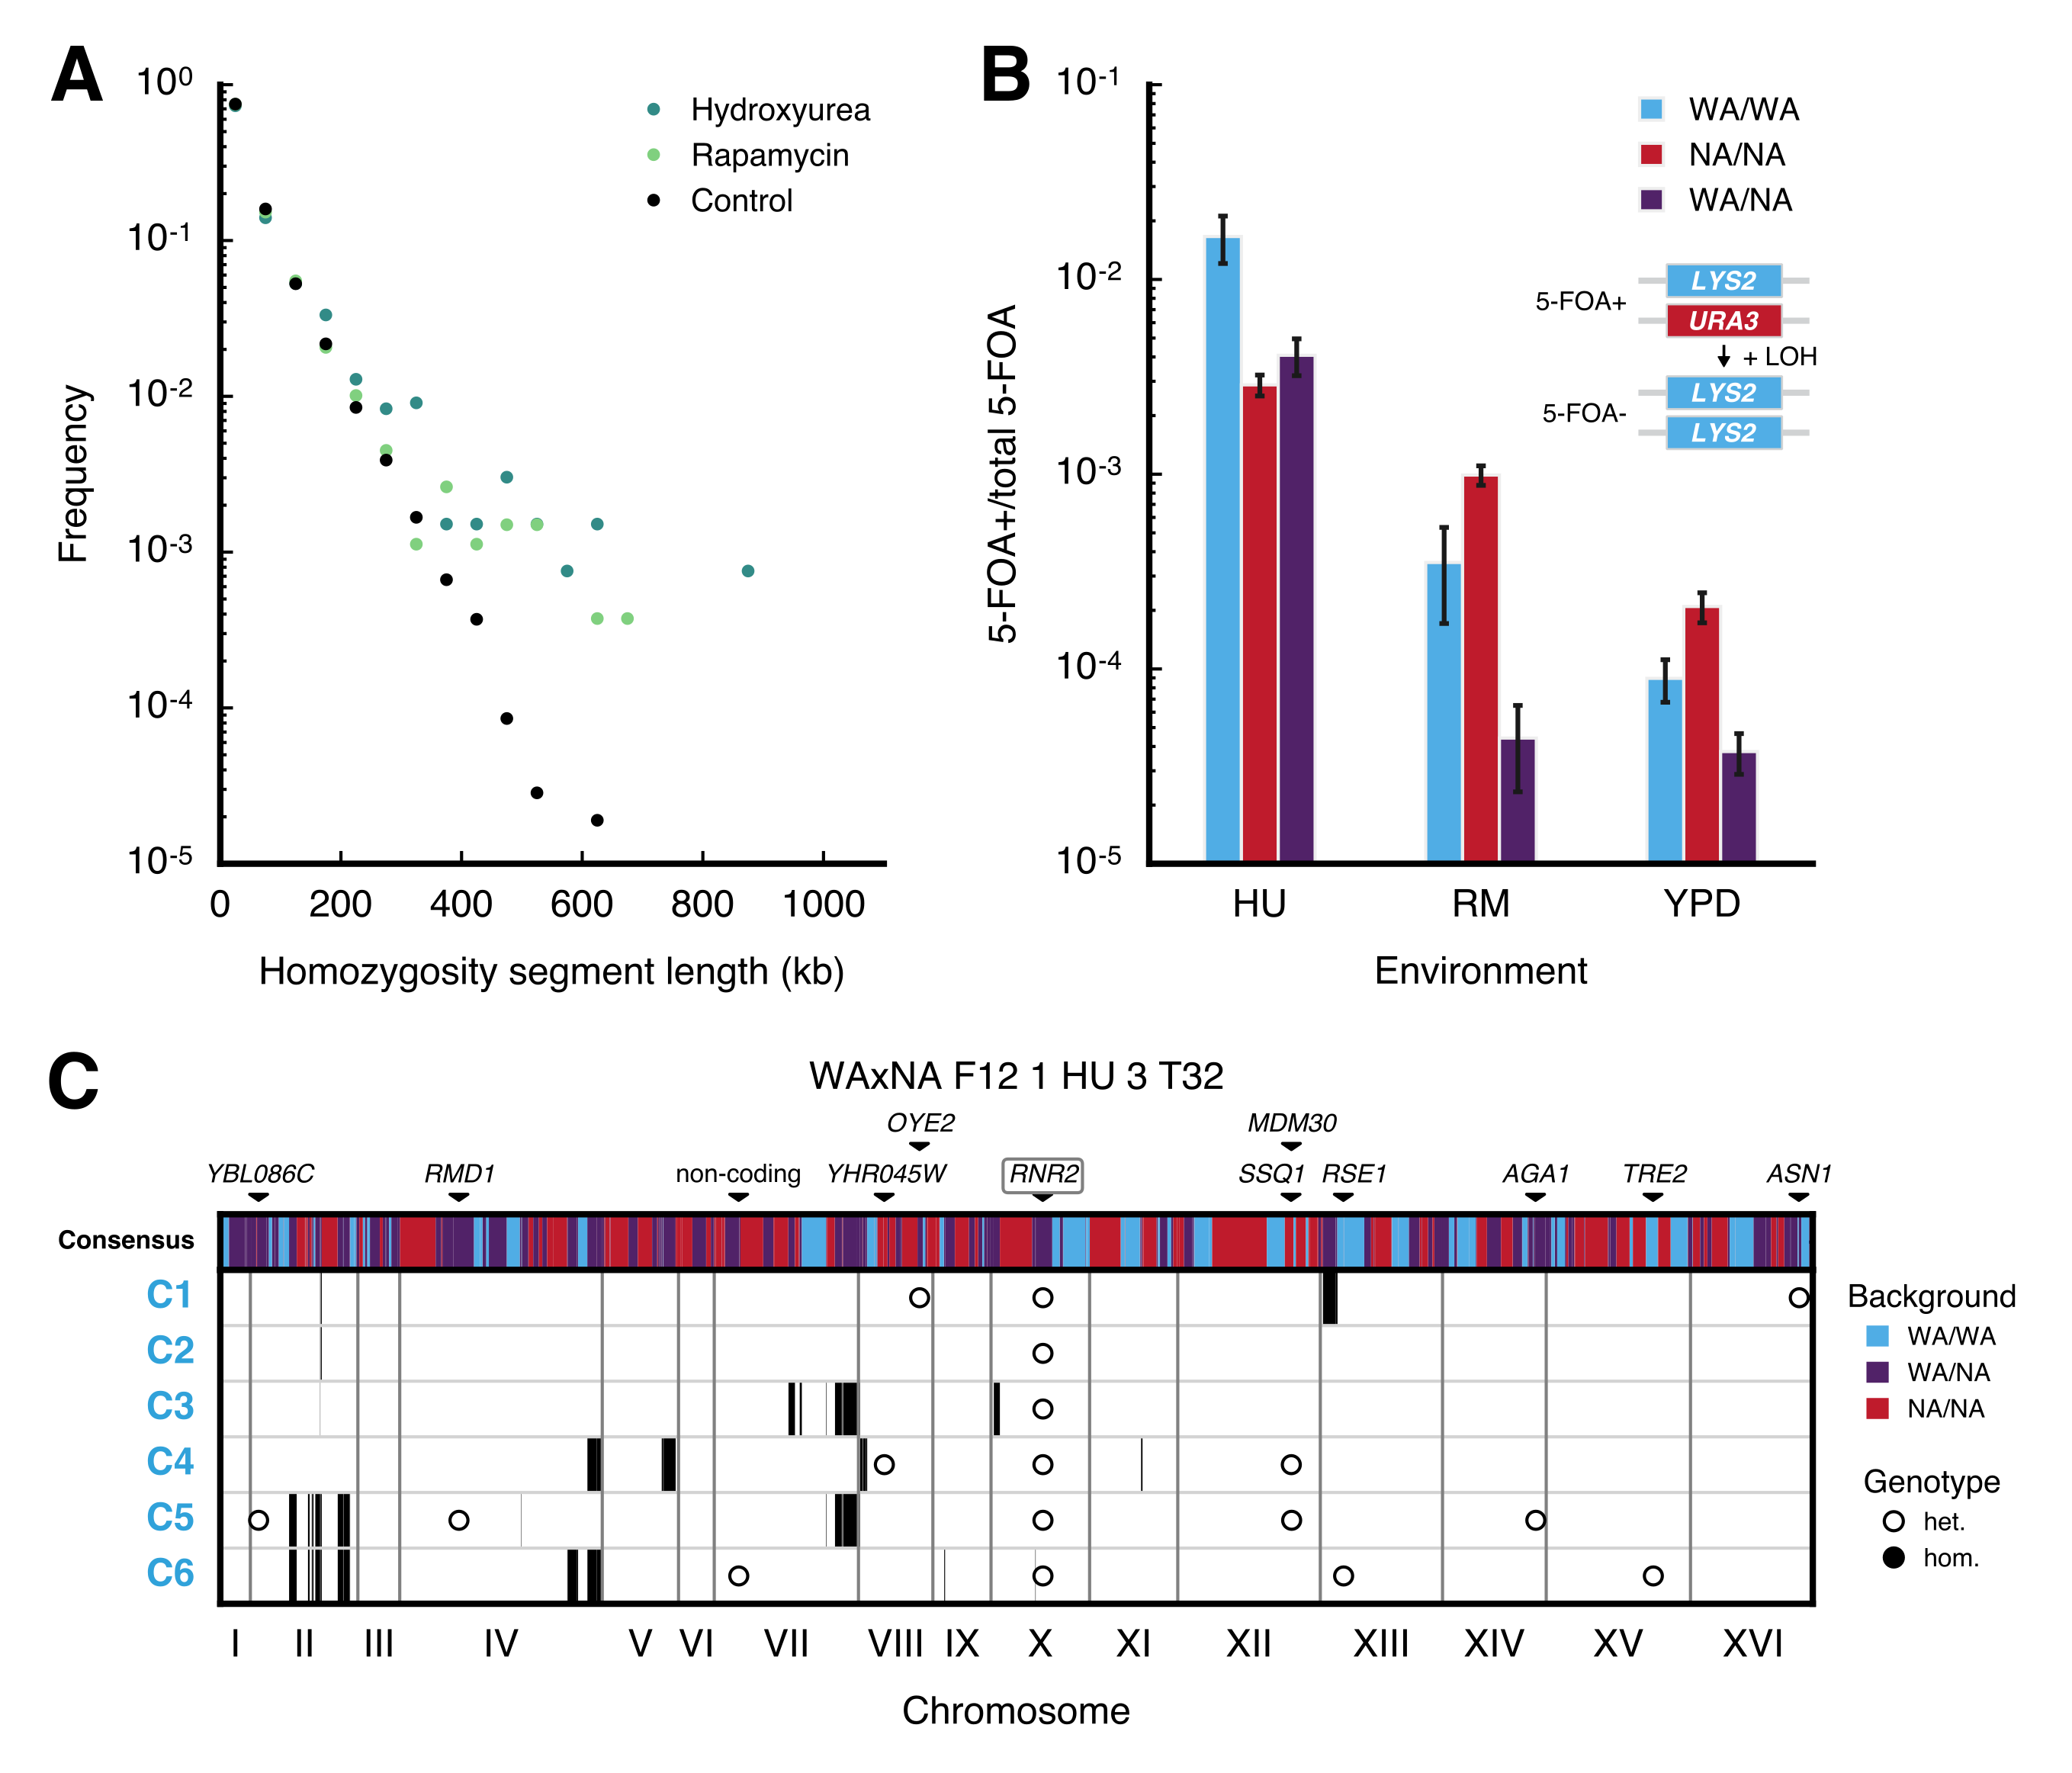 A
10⁰
10⁻¹
10⁻²
10⁻³
10⁻⁴
10⁻⁵
Frequency
0 200 400 600 800 1000
Homozygosity segment length (kb)
Hydroxyurea
Rapamycin
Control
B
10⁻¹
10⁻²
10⁻³
10⁻⁴
10⁻⁵
5-FOA+/total 5-FOA
HU RM YPD
Environment
WA/WA
NA/NA
WA/NA
LYS2
5-FOA+
URA3
+ LOH
LYS2
5-FOA-
LYS2
C
WAxNA F12 1 HU 3 T32
OYE2 MDM30
YBL086C RMD1 non-coding YHR045W RNR2 SSQ1 RSE1 AGA1 TRE2 ASN1
Consensus
C1
C2
C3
C4
C5
C6
I II III IV V VI VII VIII IX X XI XII XIII XIV XV XVI
Chromosome
Background
WA/WA
WA/NA
NA/NA
Genotype
het.
hom.